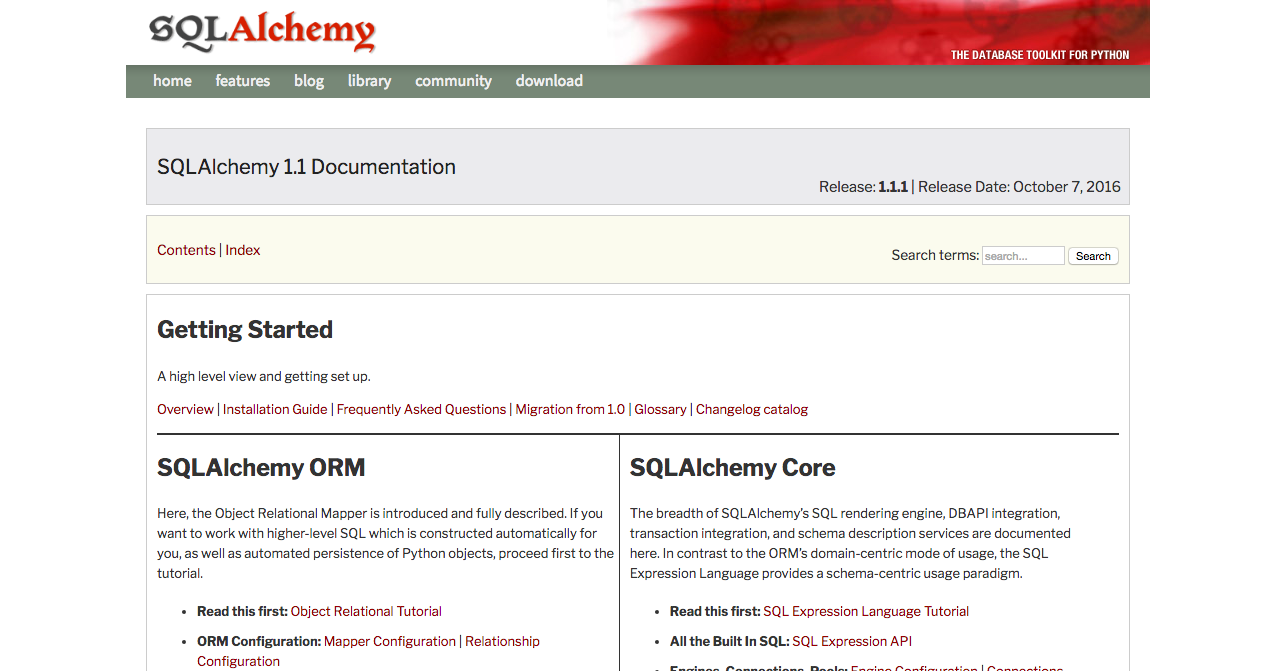 SQLAlchemy
THE DATABASE TOOLKIT FOR PYTHON
home features blog library community download
SQLAlchemy 1.1 Documentation
Release: 1.1.1 | Release Date: October 7, 2016
Contents | Index
Search terms: search... Search
Getting Started
A high level view and getting set up.
Overview | Installation Guide | Frequently Asked Questions | Migration from 1.0 | Glossary | Changelog catalog
SQLAlchemy ORM
Here, the Object Relational Mapper is introduced and fully described. If you
want to work with higher-level SQL which is constructed automatically for
you, as well as automated persistence of Python objects, proceed first to the
tutorial.
• Read this first: Object Relational Tutorial
• ORM Configuration: Mapper Configuration | Relationship
Configuration
SQLAlchemy Core
The breadth of SQLAlchemy's SQL rendering engine, DBAPI integration,
transaction integration, and schema description services are documented
here. In contrast to the ORM's domain-centric mode of usage, the SQL
Expression Language provides a schema-centric usage paradigm.
• Read this first: SQL Expression Language Tutorial
• All the Built In SQL: SQL Expression API
• Engines, Connections, Pools: Engine Configuration | Connections